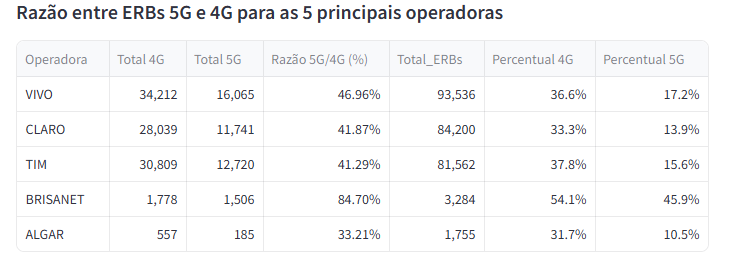 Razão entre ERBs 5G e 4G para as 5 principais operadoras
Operadora Total 4G Total 5G Razão 5G/4G (%) Total_ERBs Percentual 4G Percentual 5G
VIVO 34,212 16,065 46.96% 93,536 36.6% 17.2%
CLARO 28,039 11,741 41.87% 84,200 33.3% 13.9%
TIM 30,809 12,720 41.29% 81,562 37.8% 15.6%
BRISANET 1,778 1,506 84.70% 3,284 54.1% 45.9%
ALGAR 557 185 33.21% 1,755 31.7% 10.5%